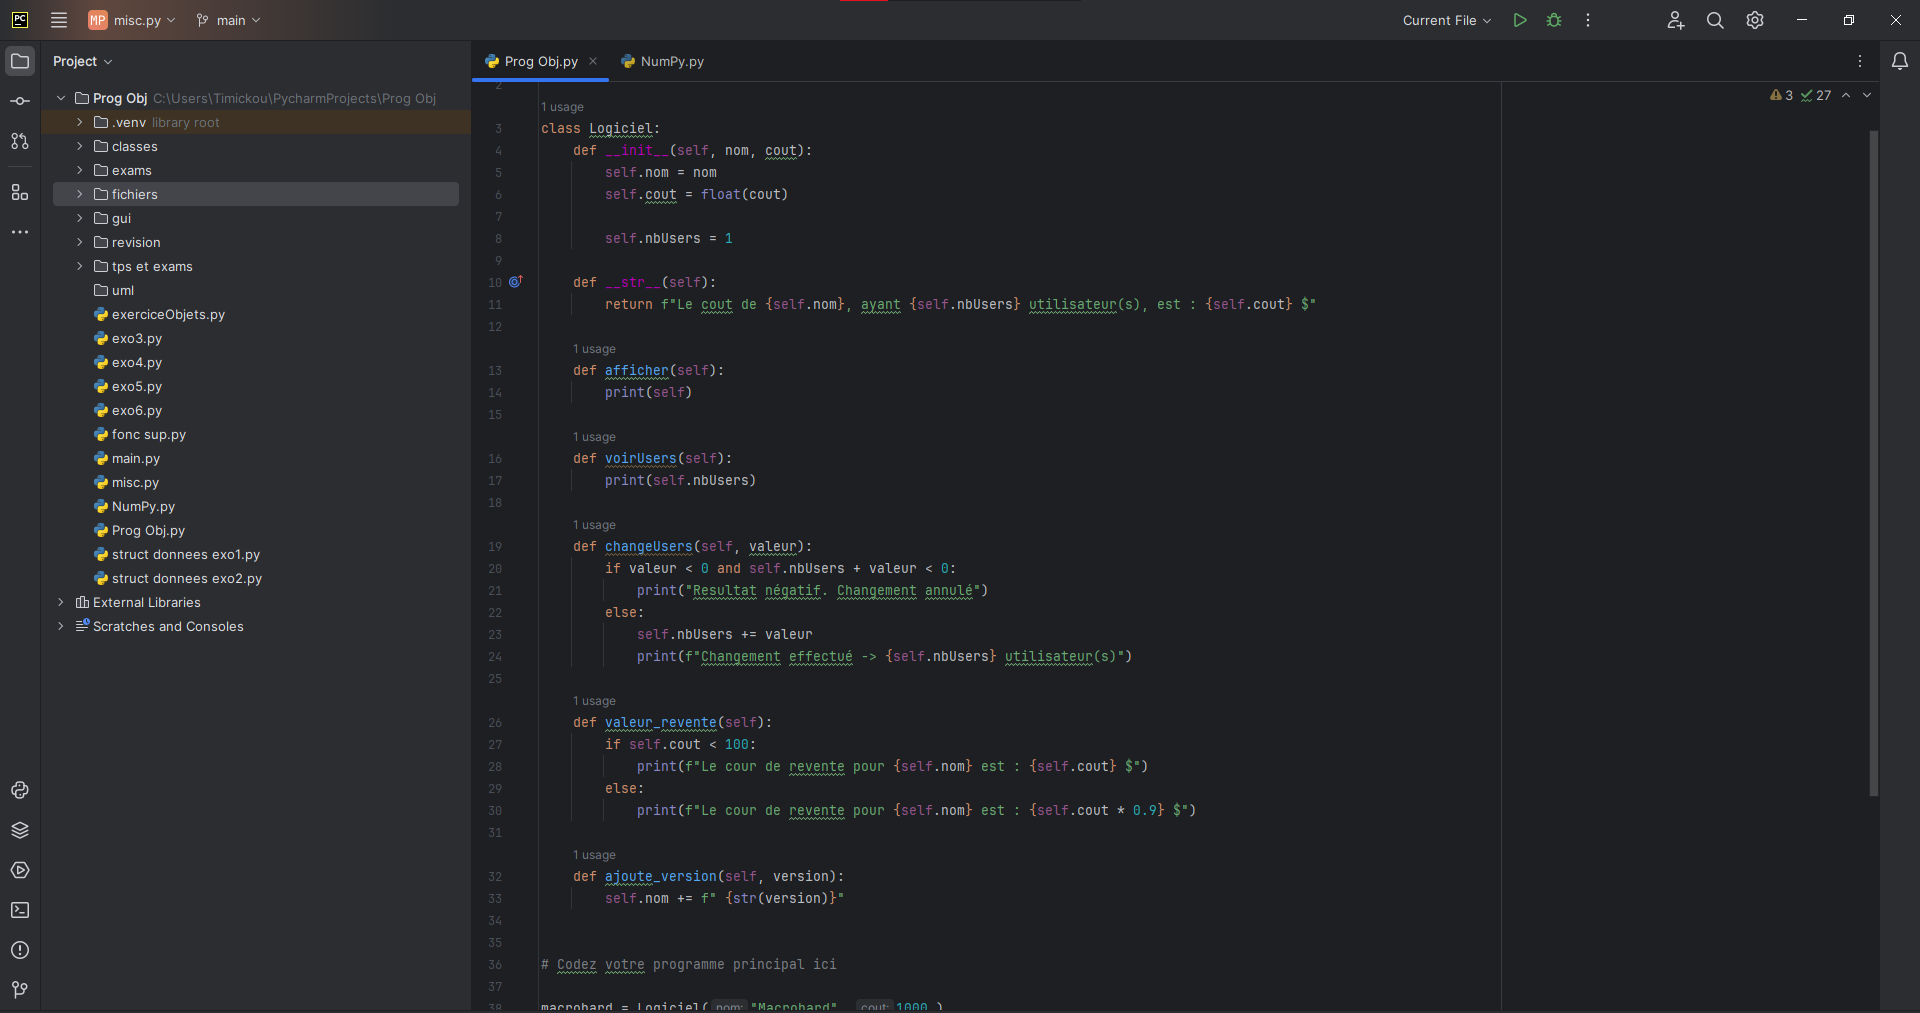 PC MP misc.py main Current File
Project
Prog Obj C:\Users\Timickou\PycharmProjects\Prog Obj
.venv library root
classes
exams
fichiers
gui
revision
tps et exams
uml
exerciceObjets.py
exo3.py
exo4.py
exo5.py
exo6.py
fonc sup.py
main.py
misc.py
NumPy.py
Prog Obj.py
struct donnees exo1.py
struct donnees exo2.py
External Libraries
Scratches and Consoles
Prog Obj.py NumPy.py
3 27
2
1 usage
3 class Logiciel:
4 def __init__(self, nom, cout):
5 self.nom = nom
6 self.cout = float(cout)
7
8 self.nbUsers = 1
9
10 def __str__(self):
11 return f"Le cout de {self.nom}, ayant {self.nbUsers} utilisateur(s), est : {self.cout} $"
12
1 usage
13 def afficher(self):
14 print(self)
15
1 usage
16 def voirUsers(self):
17 print(self.nbUsers)
18
1 usage
19 def changeUsers(self, valeur):
20 if valeur < 0 and self.nbUsers + valeur < 0:
21 print("Resultat négatif. Changement annulé")
22 else:
23 self.nbUsers += valeur
24 print(f"Changement effectué -> {self.nbUsers} utilisateur(s)")
25
1 usage
26 def valeur_revente(self):
27 if self.cout < 100:
28 print(f"Le cour de revente pour {self.nom} est : {self.cout} $")
29 else:
30 print(f"Le cour de revente pour {self.nom} est : {self.cout * 0.9} $")
31
1 usage
32 def ajoute_version(self, version):
33 self.nom += f" {str(version)}"
34
35
36 # Codez votre programme principal ici
37
38 macrohard = Logiciel( nom: "Macrohard", cout: 1000 )